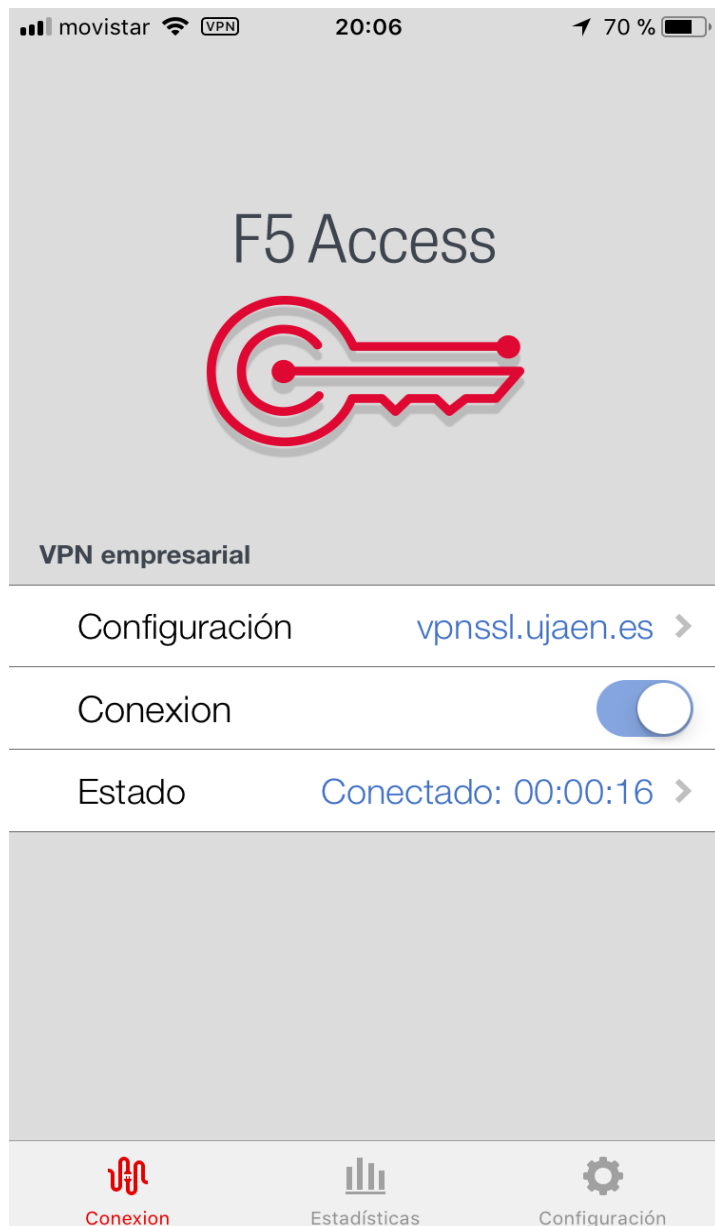 movistar VPN 20:06 70 %
F5 Access
VPN empresarial
Configuración vpnssl.ujaen.es
Conexion
Estado Conectado: 00:00:16
Conexion Estadísticas Configuración